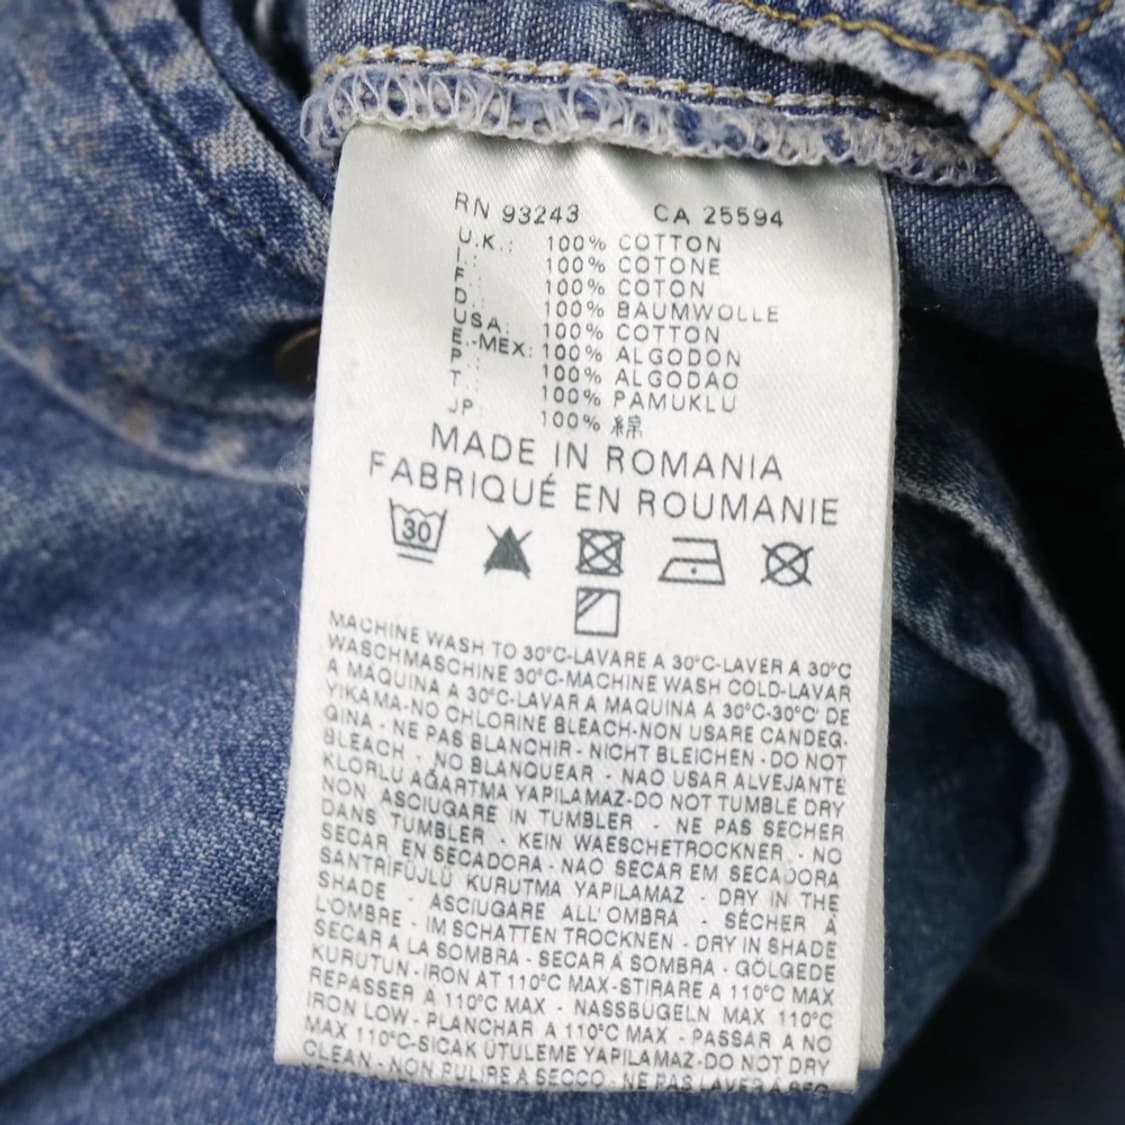 RN 93243 CA 25594
U.K.: 100% COTTON
I.: 100% COTONE
F.: 100% COTON
D.: 100% BAUMWOLLE
USA: 100% COTTON
E.-MEX: 100% ALGODON
P.: 100% ALGODAO
T.: 100% PAMUKLU
JP 100% 綿
MADE IN ROMANIA
FABRIQUÉ EN ROUMANIE
30
MACHINE WASH TO 30°C-LAVARE A 30°C-LAVER A 30°C
WASCHMASCHINE 30°C-MACHINE WASH COLD-LAVAR
A MÁQUINA A 30°C-LAVAR A MAQUINA A 30°C-30°C' DE
YIKAMA-NO CHLORINE BLEACH-NON USARE CANDEG-
GINA - NE PAS BLANCHIR - NICHT BLEICHEN - DO NOT
BLEACH - NO BLANQUEAR - NAO USAR ALVEJANTE
KLORLU AĞARTMA YAPILAMAZ-DO NOT TUMBLE DRY
NON ASCIUGARE IN TUMBLER - NE PAS SECHER
DANS TUMBLER - KEIN WAESCHETROCKNER - NO
SECAR EN SECADORA - NAO SECAR EM SECADORA
SANTRIFÜJLÜ KURUTMA YAPILAMAZ - DRY IN THE
SHADE - ASCIUGARE ALL' OMBRA - SÉCHER À
L'OMBRE - IM SCHATTEN TROCKNEN - DRY IN SHADE
SECAR A LA SOMBRA - SECAR Á SOMBRA - GÖLGEDE
KURUTUN - IRON AT 110°C MAX-STIRARE A 110°C MAX
REPASSER A 110°C MAX - NASSBÜGELN MAX 110°C
IRON LOW - PLANCHAR A 110°C MAX - PASSAR A NO
MAX 110°C-SICAK ÜTULEME YAPILAMAZ-DO NOT DRY
CLEAN - NON PULIRE A SECCO - NE PAS LAVER Á SEC